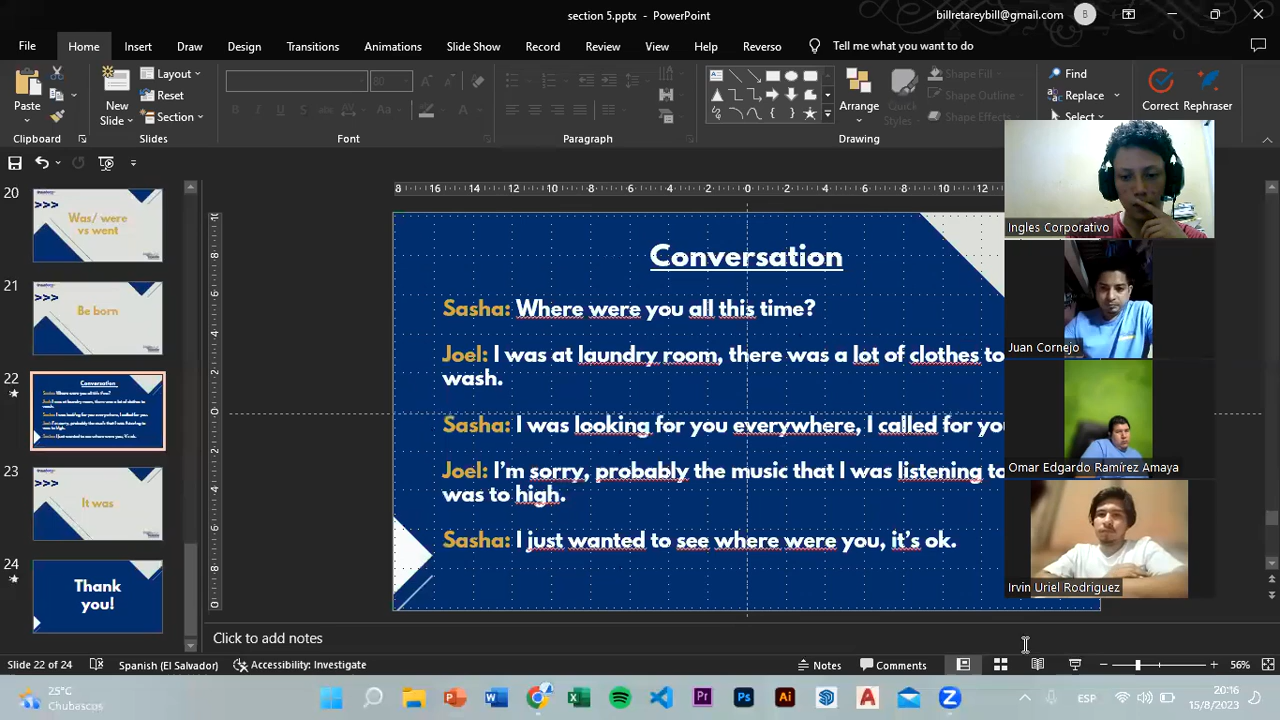 section 5.pptx - PowerPoint
billretareybill@gmail.com
B
File Home Insert Draw Design Transitions Animations Slide Show Record Review View Help Reverso Tell me what you want to do
Paste
New
Slide
Layout
Reset
Section
Shape Fill
Shape Outline
Shape Effects
Arrange
Quick
Styles
Find
Replace
Select
Correct Rephraser
Clipboard Slides Font Paragraph Drawing
20
Was/ were
vs went
21
Be born
22
Conversation
23
It was
24
Thank
you!
Conversation
Sasha: Where were you all this time?
Joel: I was at laundry room, there was a lot of clothes to
wash.
Sasha: I was looking for you everywhere, I called for you
Joel: I'm sorry, probably the music that I was listening to
was to high.
Sasha: I just wanted to see where were you, it's ok.
Ingles Corporativo
Juan Cornejo
Omar Edgardo Ramírez Amaya
Irvin Uriel Rodriguez
Click to add notes
Slide 22 of 24 Spanish (El Salvador) Accessibility: Investigate Notes Comments 56%
25°C
Chubascos
ESP
20:16
15/8/2023